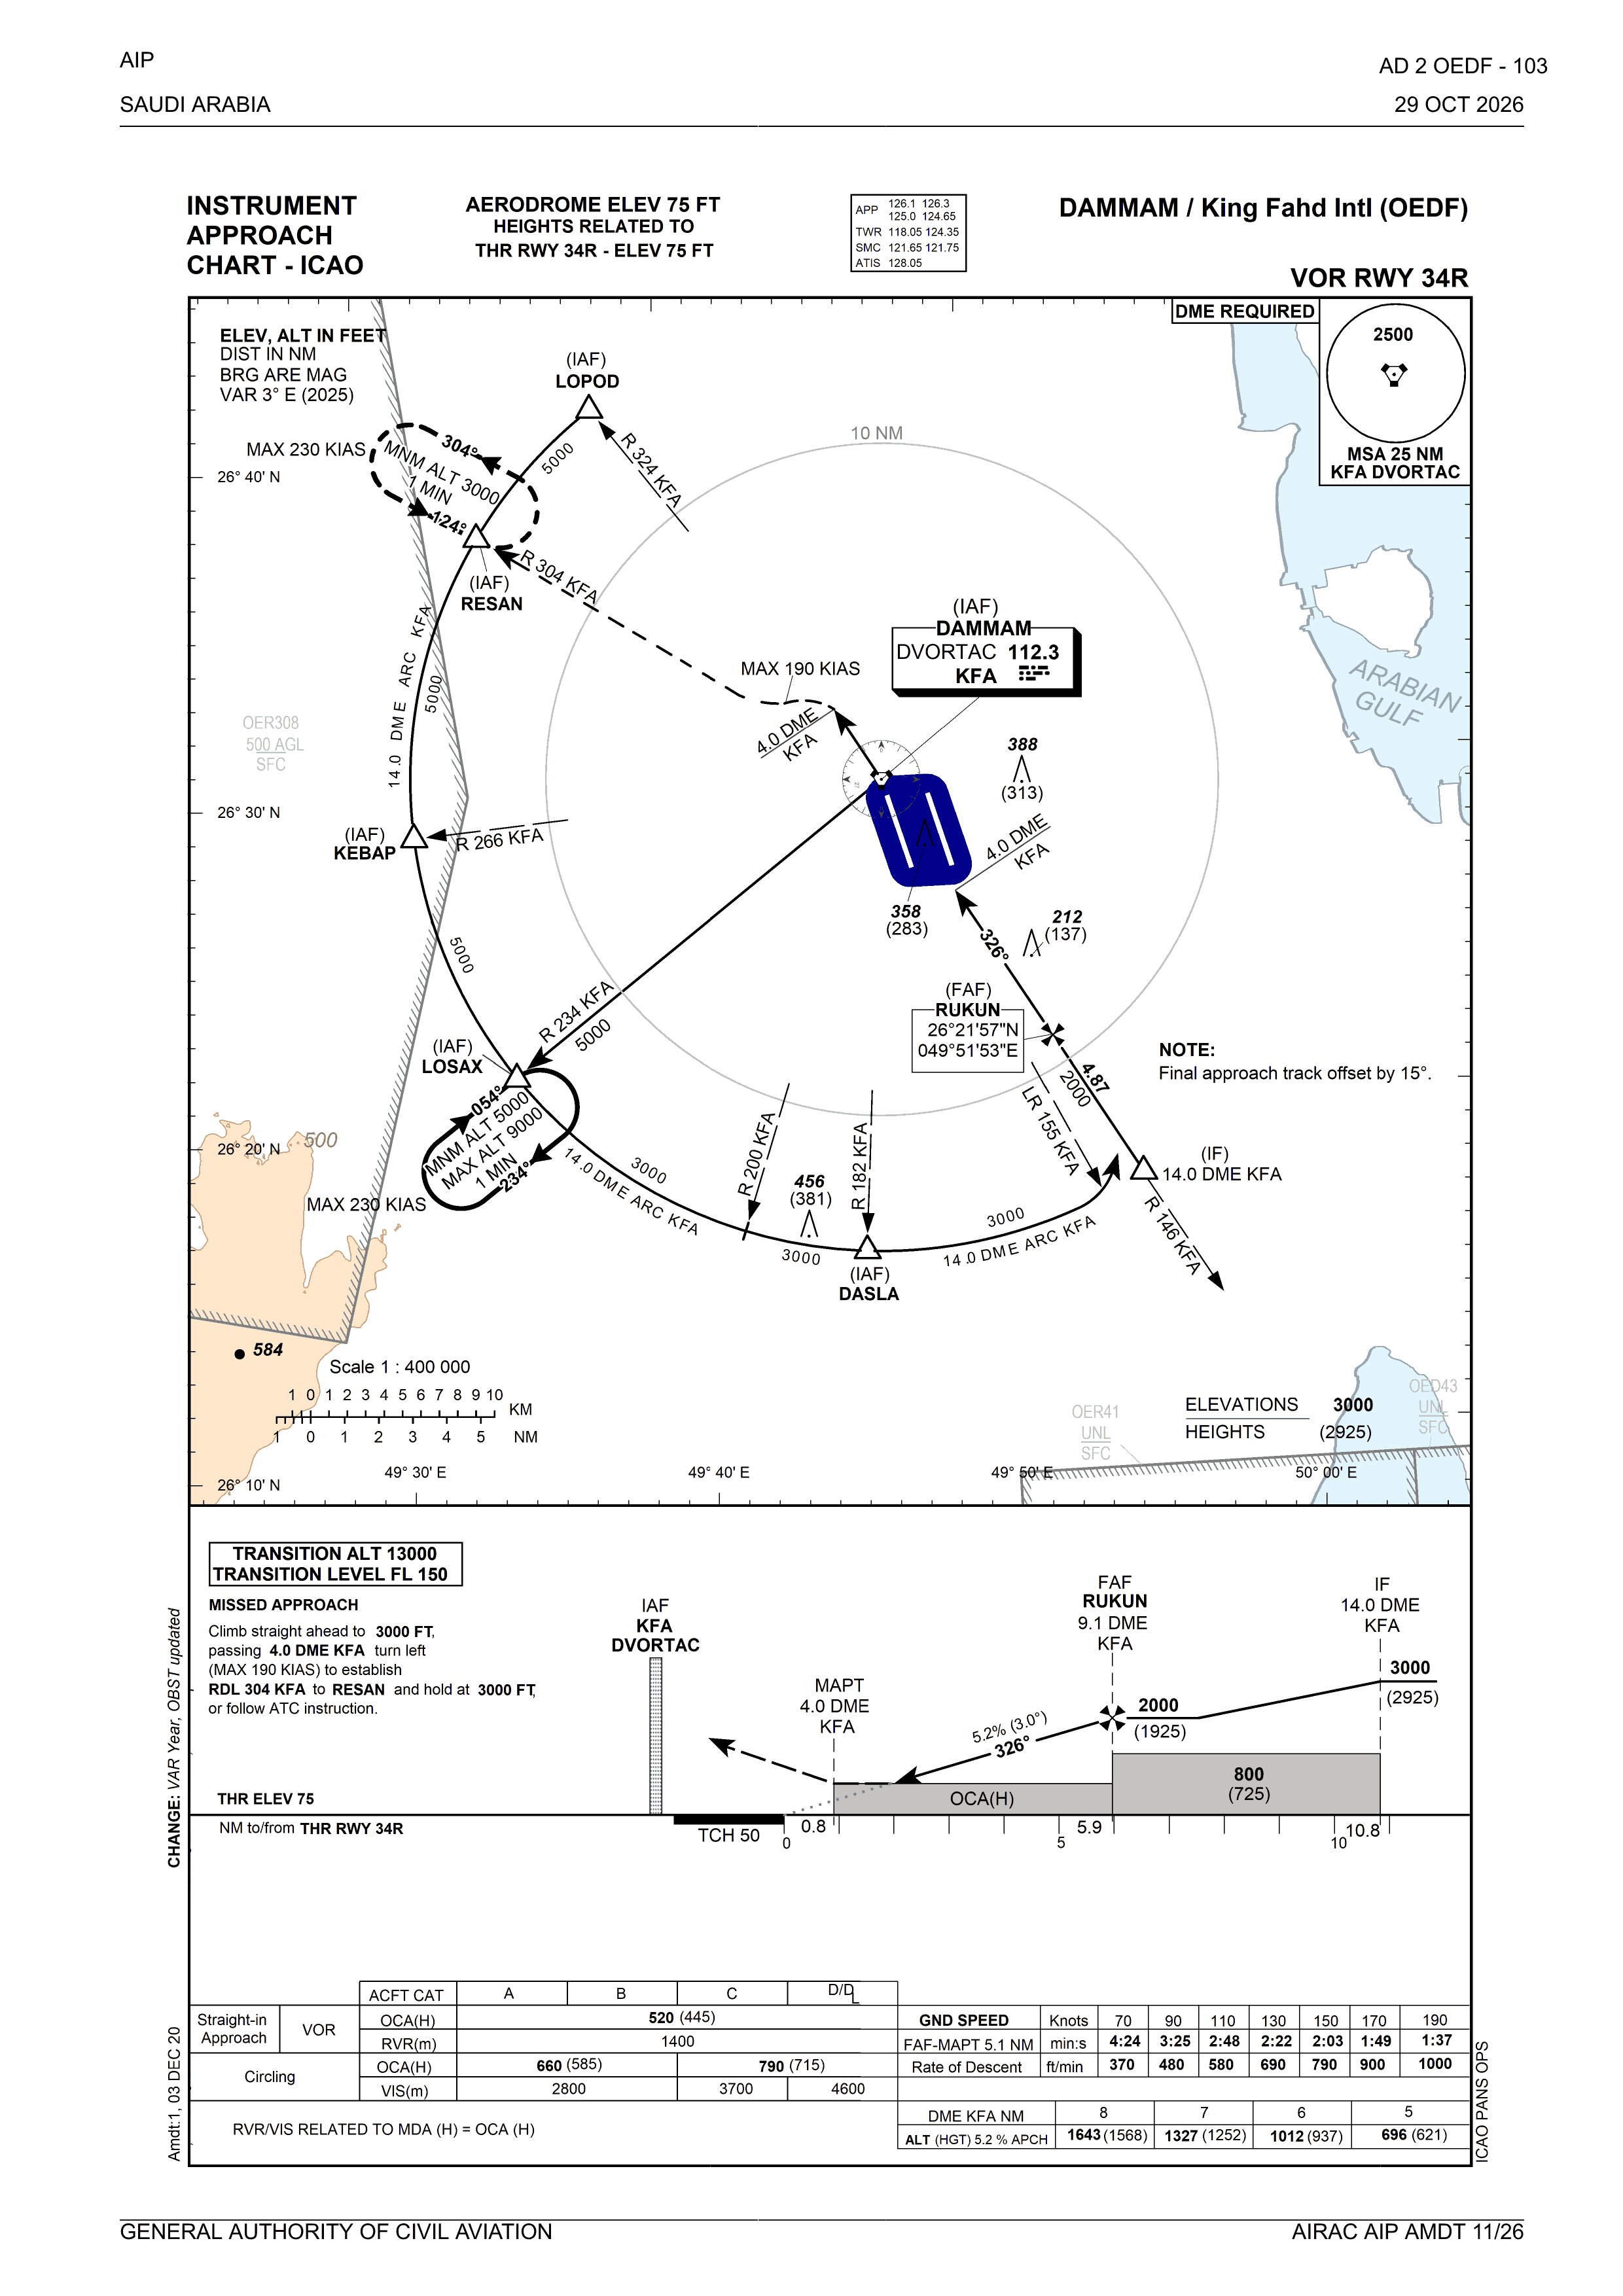 AIP
AD 2 OEDF - 103
SAUDI ARABIA
29 OCT 2026
INSTRUMENT
APPROACH
CHART - ICAO
AERODROME ELEV 75 FT
HEIGHTS RELATED TO
THR RWY 34R - ELEV 75 FT
APP 126.1 126.3
125.0 124.65
TWR 118.05 124.35
SMC 121.65 121.75
ATIS 128.05
DAMMAM / King Fahd Intl (OEDF)
VOR RWY 34R
DME REQUIRED
2500
MSA 25 NM
KFA DVORTAC
ELEV, ALT IN FEET
DIST IN NM
BRG ARE MAG
VAR 3° E (2025)
(IAF)
LOPOD
10 NM
MAX 230 KIAS
304°
MNM ALT 3000
1 MIN
124°
5000
R 324 KFA
26° 40' N
(IAF)
RESAN
R 304 KFA
14.0 DME ARC KFA
5000
(IAF)
DAMMAM
DVORTAC 112.3
KFA
MAX 190 KIAS
4.0 DME
KFA
ARABIAN
GULF
OER308
500 AGL
SFC
388
(313)
26° 30' N
(IAF)
KEBAP
R 266 KFA
4.0 DME
KFA
358
(283)
212
(137)
326°
5000
(FAF)
RUKUN
26°21'57"N
049°51'53"E
R 234 KFA
5000
(IAF)
LOSAX
NOTE:
Final approach track offset by 15°.
4.87
2000
LR 155 KFA
054°
MNM ALT 5000
MAX ALT 9000
1 MIN
234°
MAX 230 KIAS
500
26° 20' N
R 200 KFA
R 182 KFA
(IF)
14.0 DME KFA
R 146 KFA
3000
14.0 DME ARC KFA
456
(381)
3000
3000
14.0 DME ARC KFA
(IAF)
DASLA
584
Scale 1 : 400 000
1 0 1 2 3 4 5 6 7 8 9 10
KM
1 0 1 2 3 4 5 NM
OER41
UNL
SFC
ELEVATIONS 3000
HEIGHTS (2925)
OED43
UNL
SFC
49° 30' E
49° 40' E
49° 50' E
50° 00' E
26° 10' N
TRANSITION ALT 13000
TRANSITION LEVEL FL 150
MISSED APPROACH
Climb straight ahead to 3000 FT,
passing 4.0 DME KFA turn left
(MAX 190 KIAS) to establish
RDL 304 KFA to RESAN and hold at 3000 FT,
or follow ATC instruction.
IAF
KFA
DVORTAC
MAPT
4.0 DME
KFA
FAF
RUKUN
9.1 DME
KFA
IF
14.0 DME
KFA
3000
(2925)
2000
(1925)
5.2% (3.0°)
326°
800
(725)
OCA(H)
THR ELEV 75
NM to/from THR RWY 34R
TCH 50
0
0.8
5
5.9
10
10.8
CHANGE: VAR Year, OBST updated
Amdt:1, 03 DEC 20
ICAO PANS OPS
ACFT CAT A B C D/DL
Straight-in
Approach
VOR
OCA(H) 520 (445)
RVR(m) 1400
Circling
OCA(H) 660 (585) 790 (715)
VIS(m) 2800 3700 4600
RVR/VIS RELATED TO MDA (H) = OCA (H)
GND SPEED Knots 70 90 110 130 150 170 190
FAF-MAPT 5.1 NM min:s 4:24 3:25 2:48 2:22 2:03 1:49 1:37
Rate of Descent ft/min 370 480 580 690 790 900 1000
DME KFA NM 8 7 6 5
ALT (HGT) 5.2 % APCH 1643 (1568) 1327 (1252) 1012 (937) 696 (621)
GENERAL AUTHORITY OF CIVIL AVIATION
AIRAC AIP AMDT 11/26